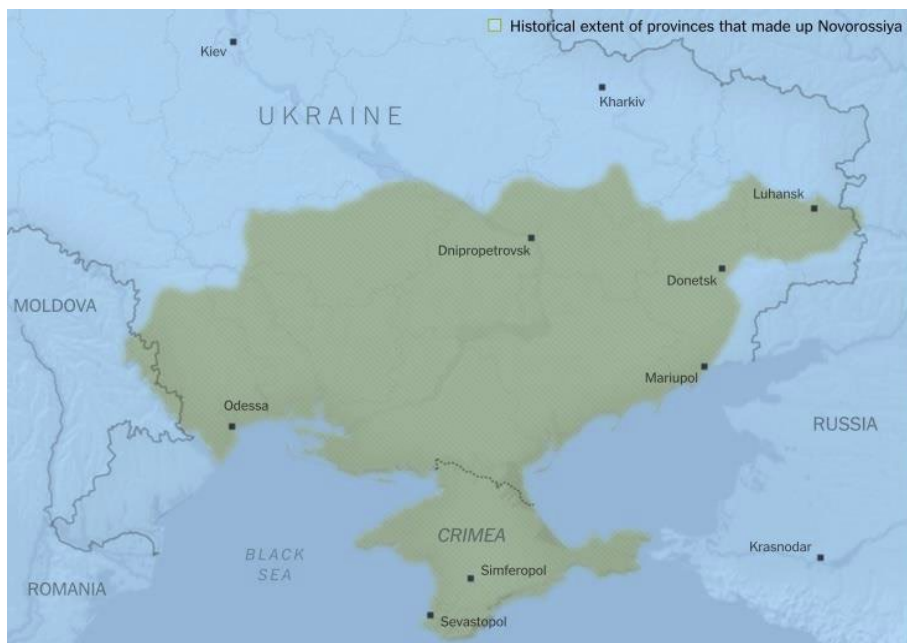 Historical extent of provinces that made up Novorossiya
Kiev
Kharkiv
UKRAINE
Luhansk
Dnipropetrovsk
Donetsk
MOLDOVA
Mariupol
Odessa
RUSSIA
CRIMEA
BLACK
SEA
Krasnodar
Simferopol
ROMANIA
Sevastopol